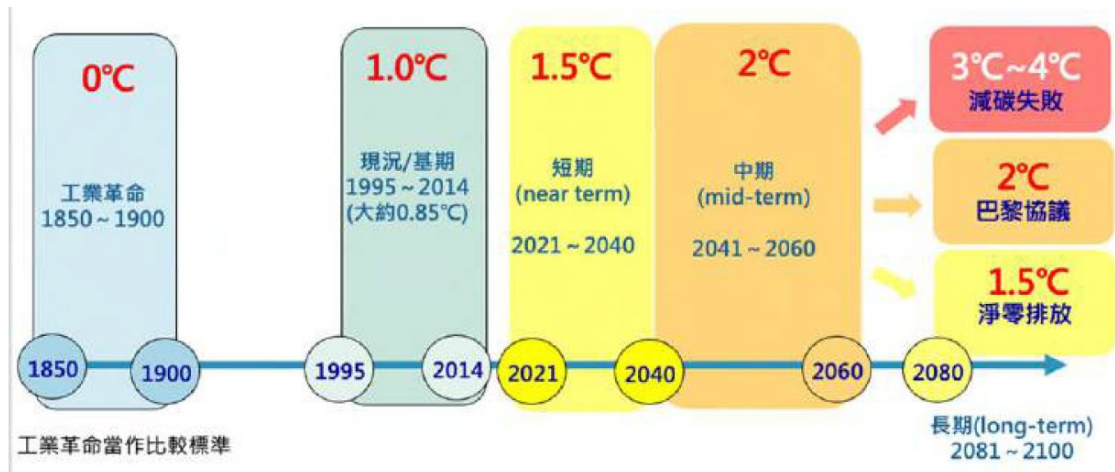 0℃
工業革命
1850～1900
1.0℃
現況/基期
1995～2014
(大約0.85℃)
1.5℃
短期
(near term)
2021～2040
2℃
中期
(mid-term)
2041～2060
3℃~4℃
減碳失敗
2℃
巴黎協議
1.5℃
淨零排放
1850
1900
1995
2014
2021
2040
2060
2080
工業革命當作比較標準
長期(long-term)
2081～2100